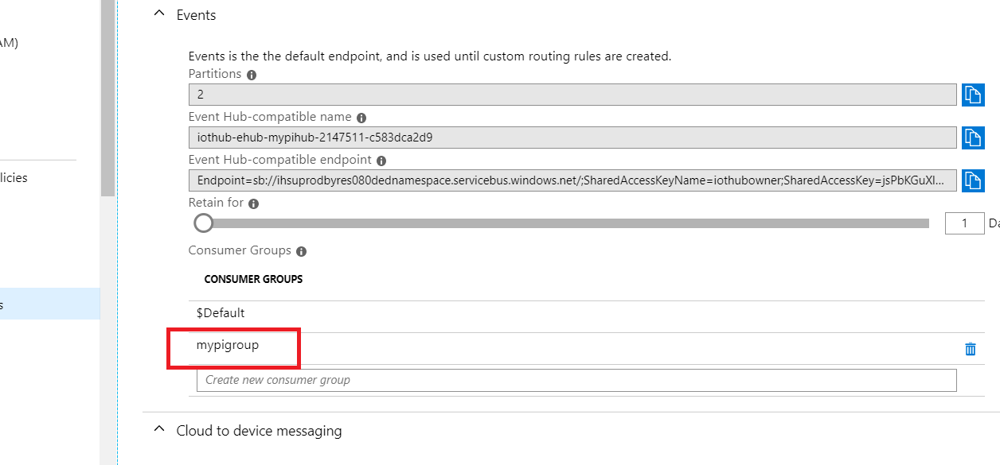 Events
AM)
Events is the the default endpoint, and is used until custom routing rules are created.
Partitions
2
Event Hub-compatible name
iothub-ehub-mypihub-2147511-c583dca2d9
Event Hub-compatible endpoint
licies
Endpoint=sb://ihsuprodbyres080dednamespace.servicebus.windows.net/;SharedAccessKeyName=iothubowner;SharedAccessKey=jsPbKGuXI...
Retain for
1 Da
Consumer Groups
CONSUMER GROUPS
s
$Default
mypigroup
Create new consumer group
Cloud to device messaging